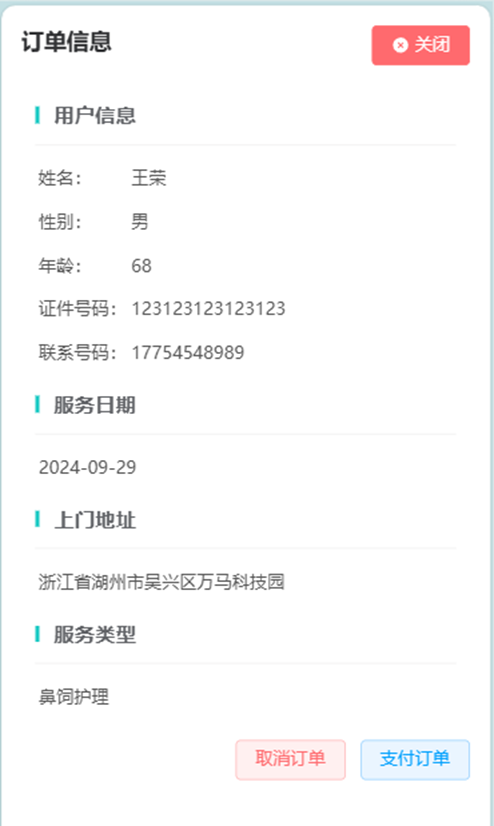 订单信息
关闭
用户信息
姓名： 王荣
性别： 男
年龄： 68
证件号码： 123123123123123
联系号码： 17754548989
服务日期
2024-09-29
上门地址
浙江省湖州市吴兴区万马科技园
服务类型
鼻饲护理
取消订单 支付订单